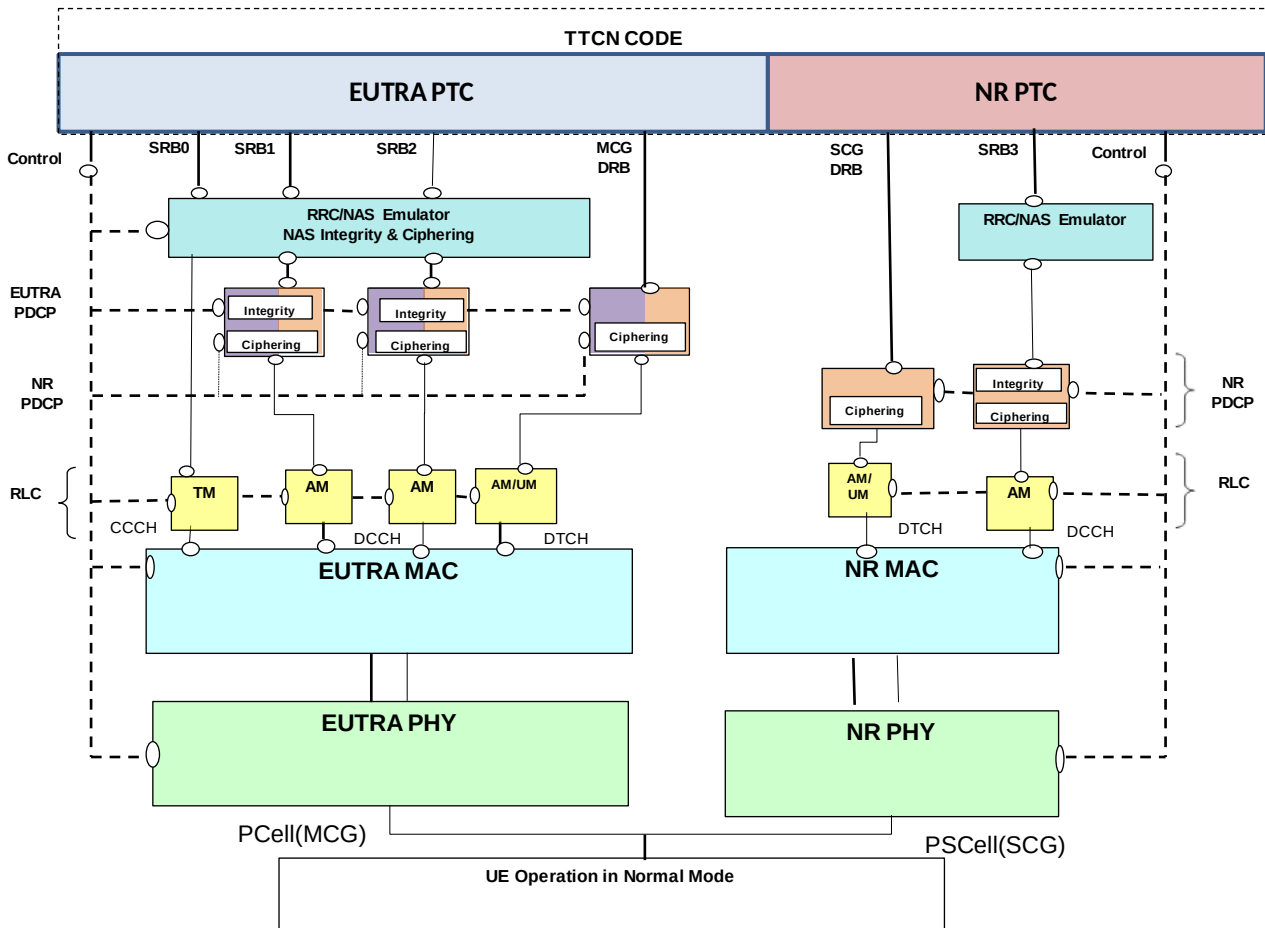 TTCN CODE
EUTRA PTC
NR PTC
Control
SRB0
SRB1
SRB2
MCG
DRB
SCG
DRB
SRB3
Control
RRC/NAS Emulator
NAS Integrity & Ciphering
RRC/NAS Emulator
EUTRA
PDCP
Integrity
Ciphering
Integrity
Ciphering
Ciphering
NR
PDCP
Ciphering
Integrity
Ciphering
NR
PDCP
RLC
TM
AM
AM
AM/UM
AM/
UM
AM
RLC
CCCH
DCCH
DTCH
DTCH
DCCH
EUTRA MAC
NR MAC
EUTRA PHY
NR PHY
PCell(MCG)
PSCell(SCG)
UE Operation in Normal Mode